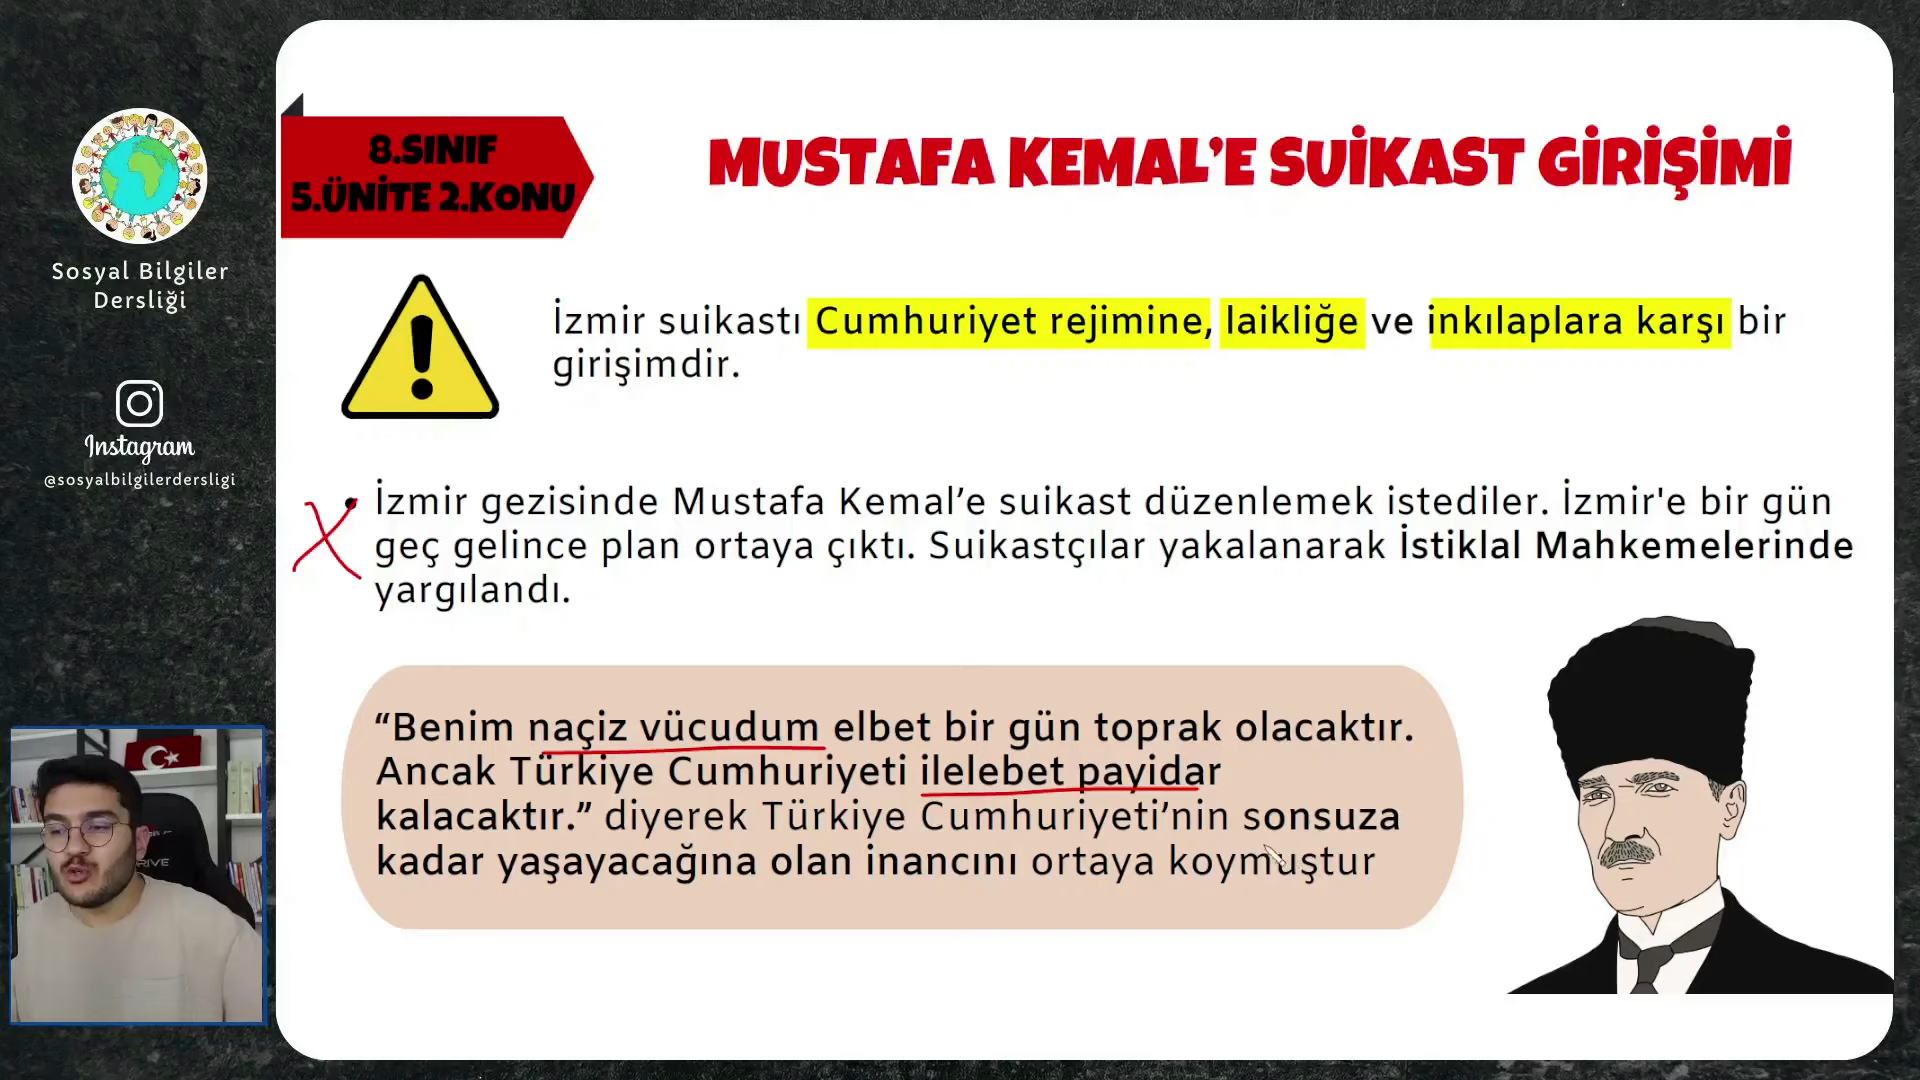 8.SINIF
5.ÜNİTE 2.KONU
MUSTAFA KEMAL’E SUİKAST GİRİŞİMİ
Sosyal Bilgiler
Dersliği
Instagram
@sosyalbilgilerdersligi
İzmir suikastı Cumhuriyet rejimine, laikliğe ve inkılaplara karşı bir
girişimdir.
• İzmir gezisinde Mustafa Kemal’e suikast düzenlemek istediler. İzmir'e bir gün
geç gelince plan ortaya çıktı. Suikastçılar yakalanarak İstiklal Mahkemelerinde
yargılandı.
“Benim naçiz vücudum elbet bir gün toprak olacaktır.
Ancak Türkiye Cumhuriyeti ilelebet payidar
kalacaktır.” diyerek Türkiye Cumhuriyeti’nin sonsuza
kadar yaşayacağına olan inancını ortaya koymuştur